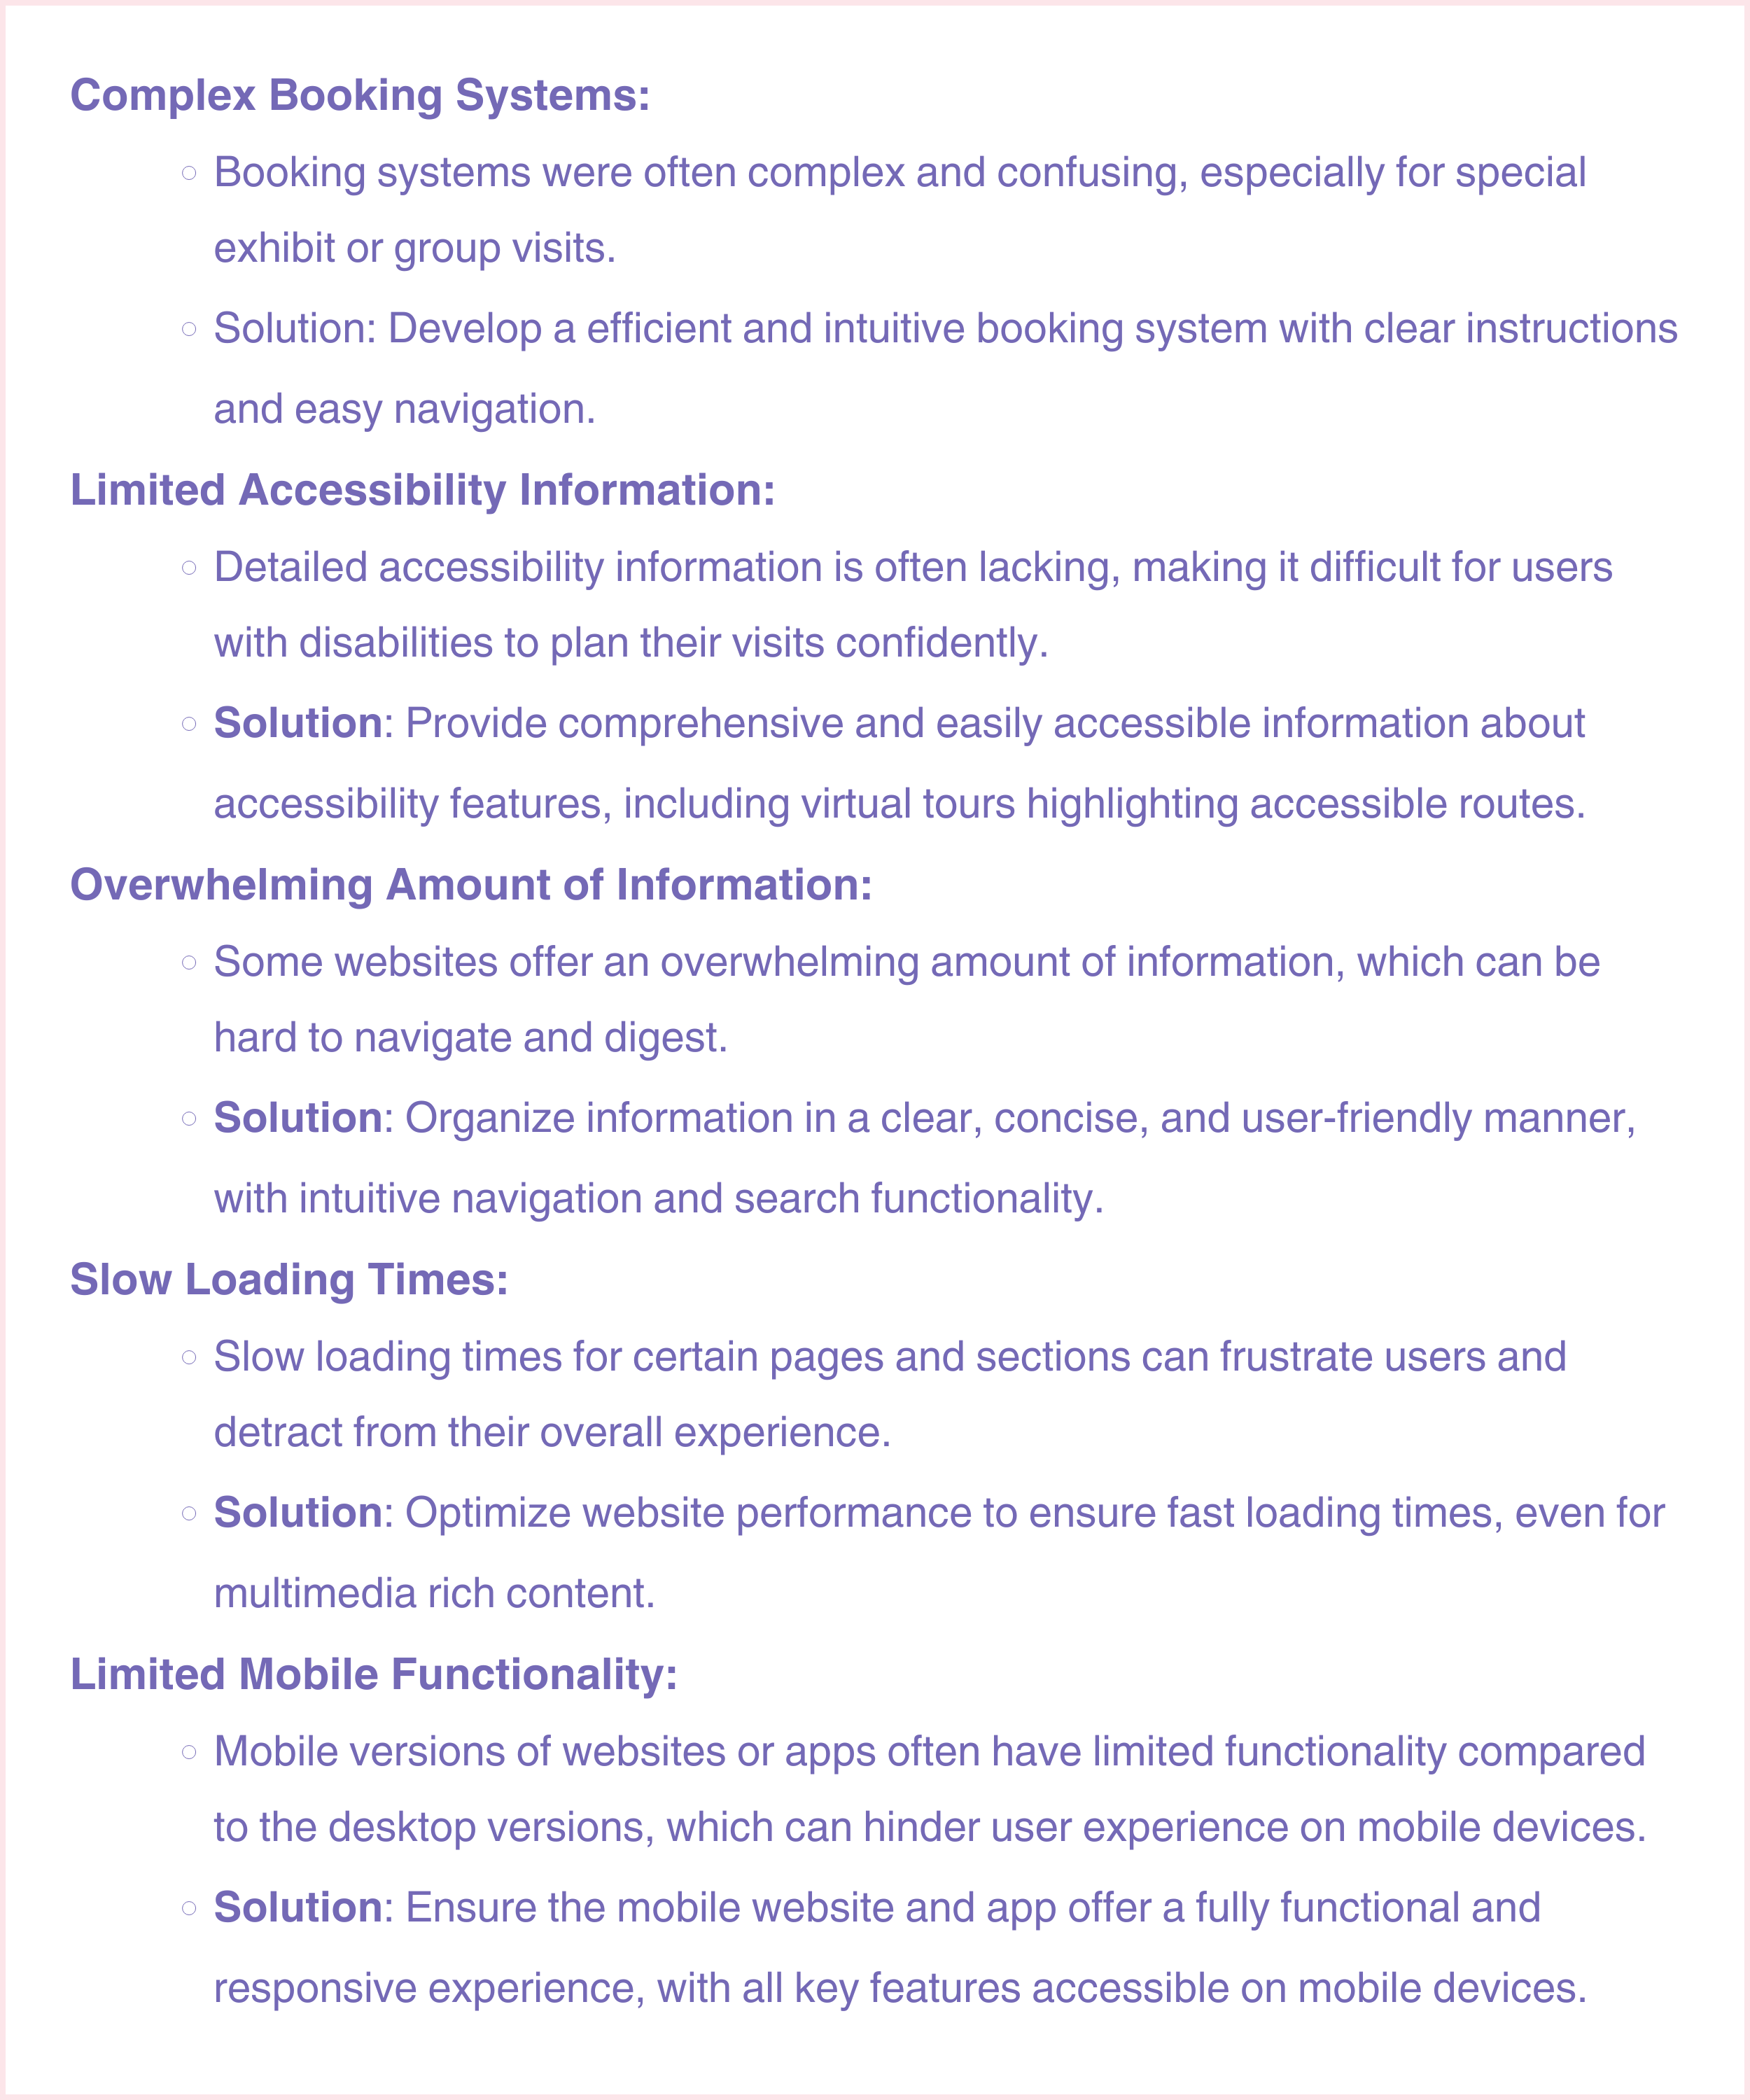 Complex Booking Systems:
Booking systems were often complex and confusing, especially for special
exhibit or group visits.
Solution: Develop a efficient and intuitive booking system with clear instructions
and easy navigation.
Limited Accessibility Information:
Detailed accessibility information is often lacking, making it difficult for users
with disabilities to plan their visits confidently.
Solution: Provide comprehensive and easily accessible information about
accessibility features, including virtual tours highlighting accessible routes.
Overwhelming Amount of Information:
Some websites offer an overwhelming amount of information, which can be
hard to navigate and digest.
Solution: Organize information in a clear, concise, and user-friendly manner,
with intuitive navigation and search functionality.
Slow Loading Times:
Slow loading times for certain pages and sections can frustrate users and
detract from their overall experience.
Solution: Optimize website performance to ensure fast loading times, even for
multimedia rich content.
Limited Mobile Functionality:
Mobile versions of websites or apps often have limited functionality compared
to the desktop versions, which can hinder user experience on mobile devices.
Solution: Ensure the mobile website and app offer a fully functional and
responsive experience, with all key features accessible on mobile devices.